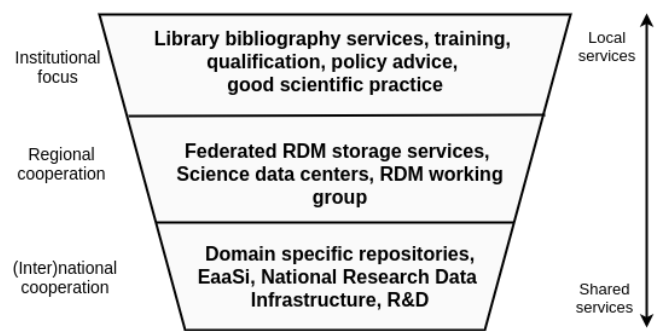 Institutional
focus
Library bibliography services, training,
qualification, policy advice,
good scientific practice
Local
services
Regional
cooperation
Federated RDM storage services,
Science data centers, RDM working
group
(Inter)national
cooperation
Domain specific repositories,
EaaSi, National Research Data
Infrastructure, R&D
Shared
services